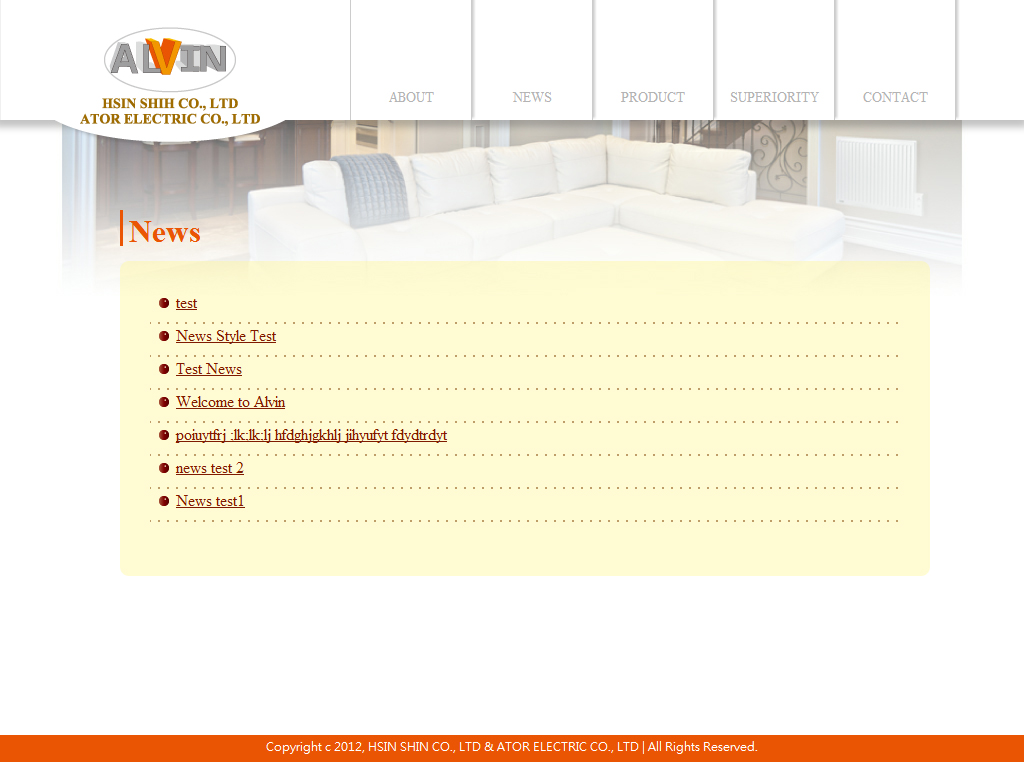 ALVIN
HSIN SHIH CO., LTD
ATOR ELECTRIC CO., LTD
ABOUT
NEWS
PRODUCT
SUPERIORITY
CONTACT
News
test
News Style Test
Test News
Welcome to Alvin
poiuytfrj :lk:lk:lj hfdghjgkhlj jihyufyt fdydtrdyt
news test 2
News test1
Copyright c 2012, HSIN SHIN CO., LTD & ATOR ELECTRIC CO., LTD | All Rights Reserved.